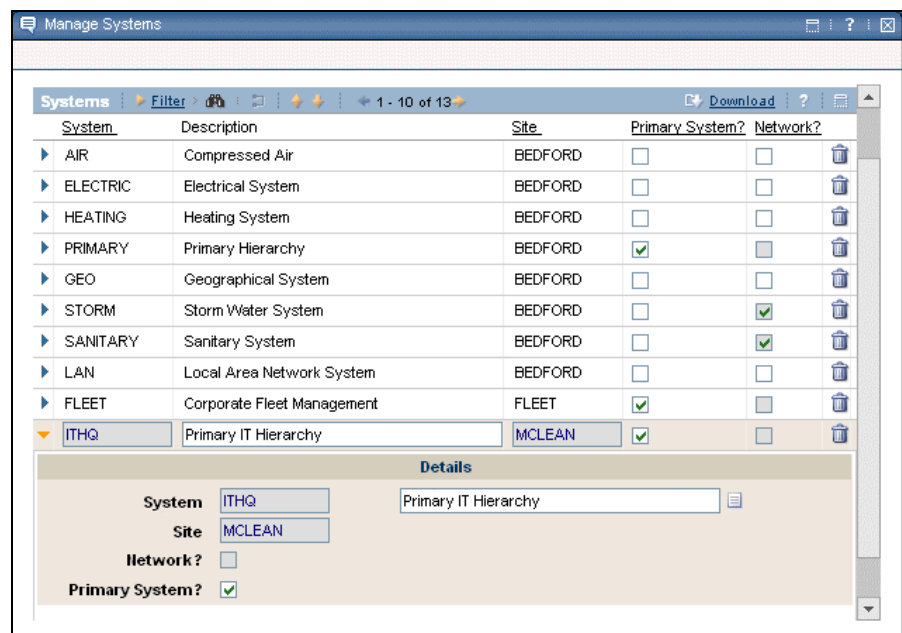 Manage Systems
?
Systems Filter 1 - 10 of 13 Download ?
System Description Site Primary System? Network?
AIR Compressed Air BEDFORD
ELECTRIC Electrical System BEDFORD
HEATING Heating System BEDFORD
PRIMARY Primary Hierarchy BEDFORD
GEO Geographical System BEDFORD
STORM Storm Water System BEDFORD
SANITARY Sanitary System BEDFORD
LAN Local Area Network System BEDFORD
FLEET Corporate Fleet Management FLEET
ITHQ Primary IT Hierarchy MCLEAN
Details
System ITHQ Primary IT Hierarchy
Site MCLEAN
Network?
Primary System?